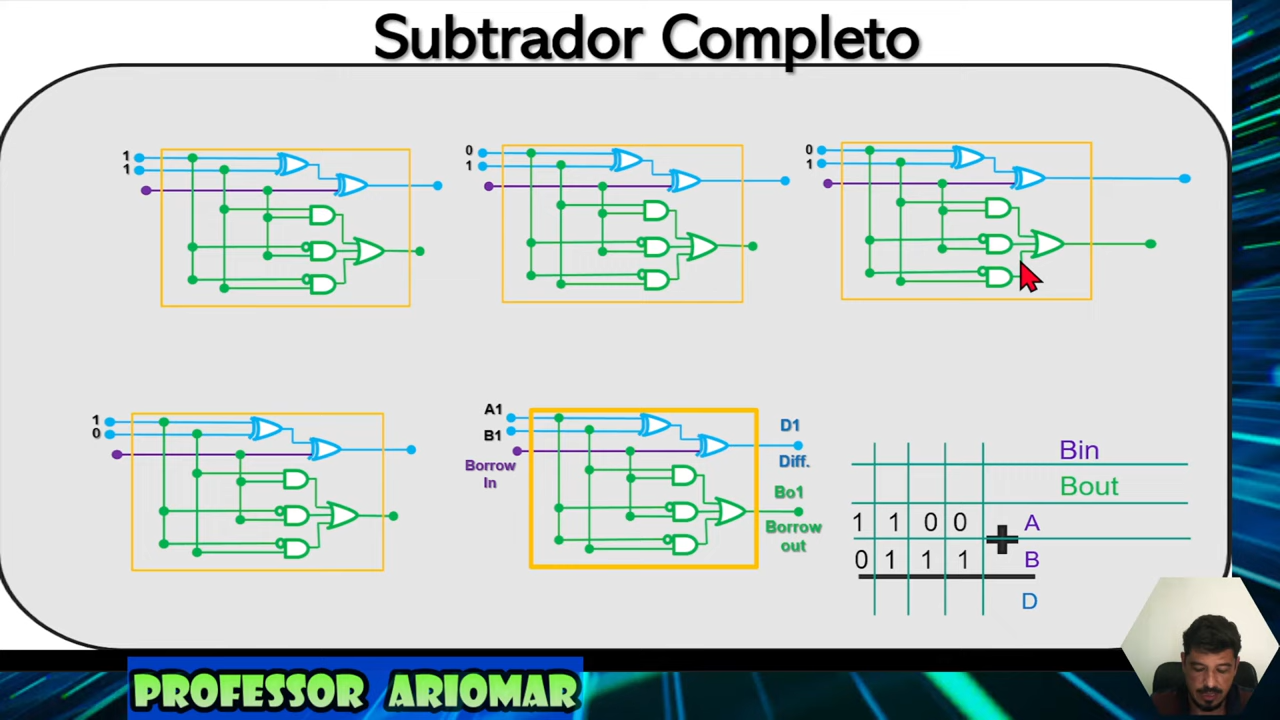 Subtrador Completo
1
1
0
1
0
1
1
0
A1
B1
Borrow
In
D1
Diff.
Bo1
Borrow
out
Bin
Bout
1 1 0 0 A
+
0 1 1 1 B
D
PROFESSOR ARIOMAR